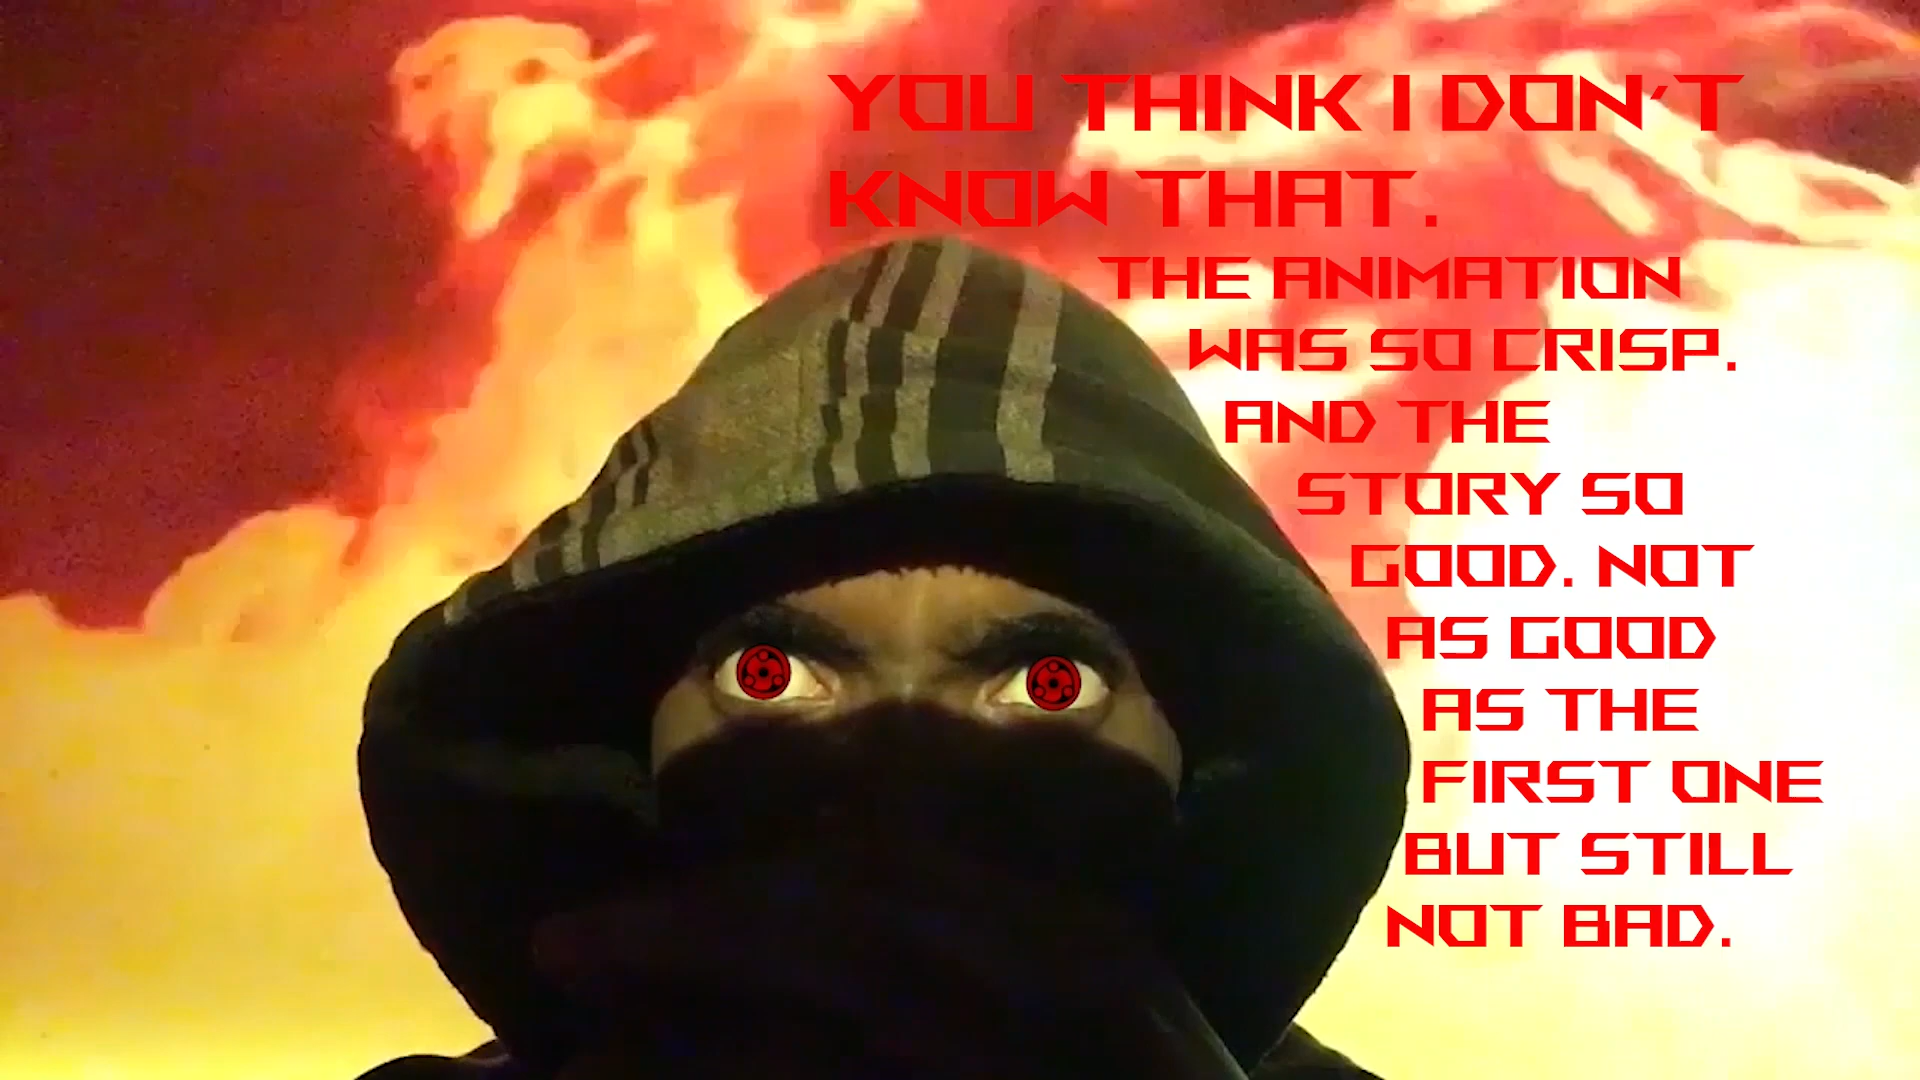 YOU THINK I DON'T
KNOW THAT.
THE ANIMATION
WAS SO CRISP.
AND THE
STORY SO
GOOD. NOT
AS GOOD
AS THE
FIRST ONE
BUT STILL
NOT BAD.